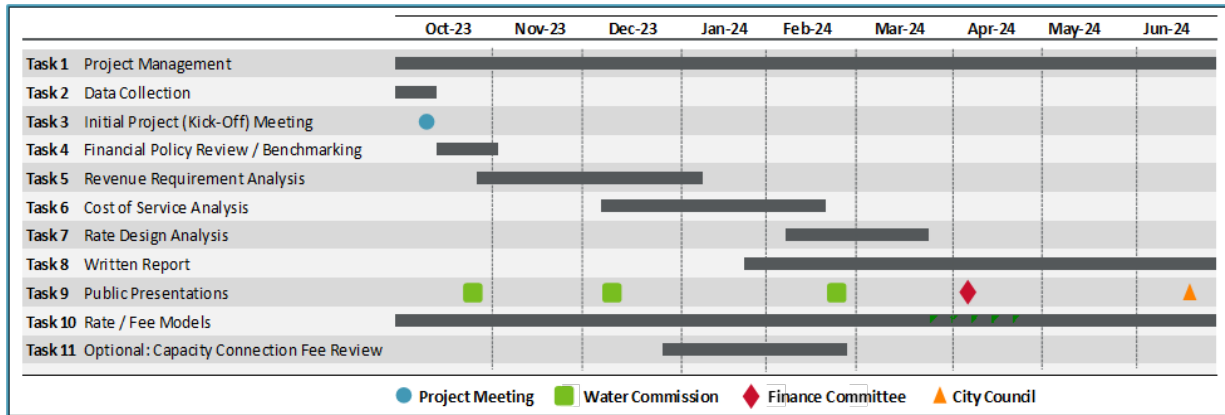 Oct-23 Nov-23 Dec-23 Jan-24 Feb-24 Mar-24 Apr-24 May-24 Jun-24
Task 1 Project Management
Task 2 Data Collection
Task 3 Initial Project (Kick-Off) Meeting
Task 4 Financial Policy Review / Benchmarking
Task 5 Revenue Requirement Analysis
Task 6 Cost of Service Analysis
Task 7 Rate Design Analysis
Task 8 Written Report
Task 9 Public Presentations
Task 10 Rate / Fee Models
Task 11 Optional: Capacity Connection Fee Review
Project Meeting Water Commission Finance Committee City Council